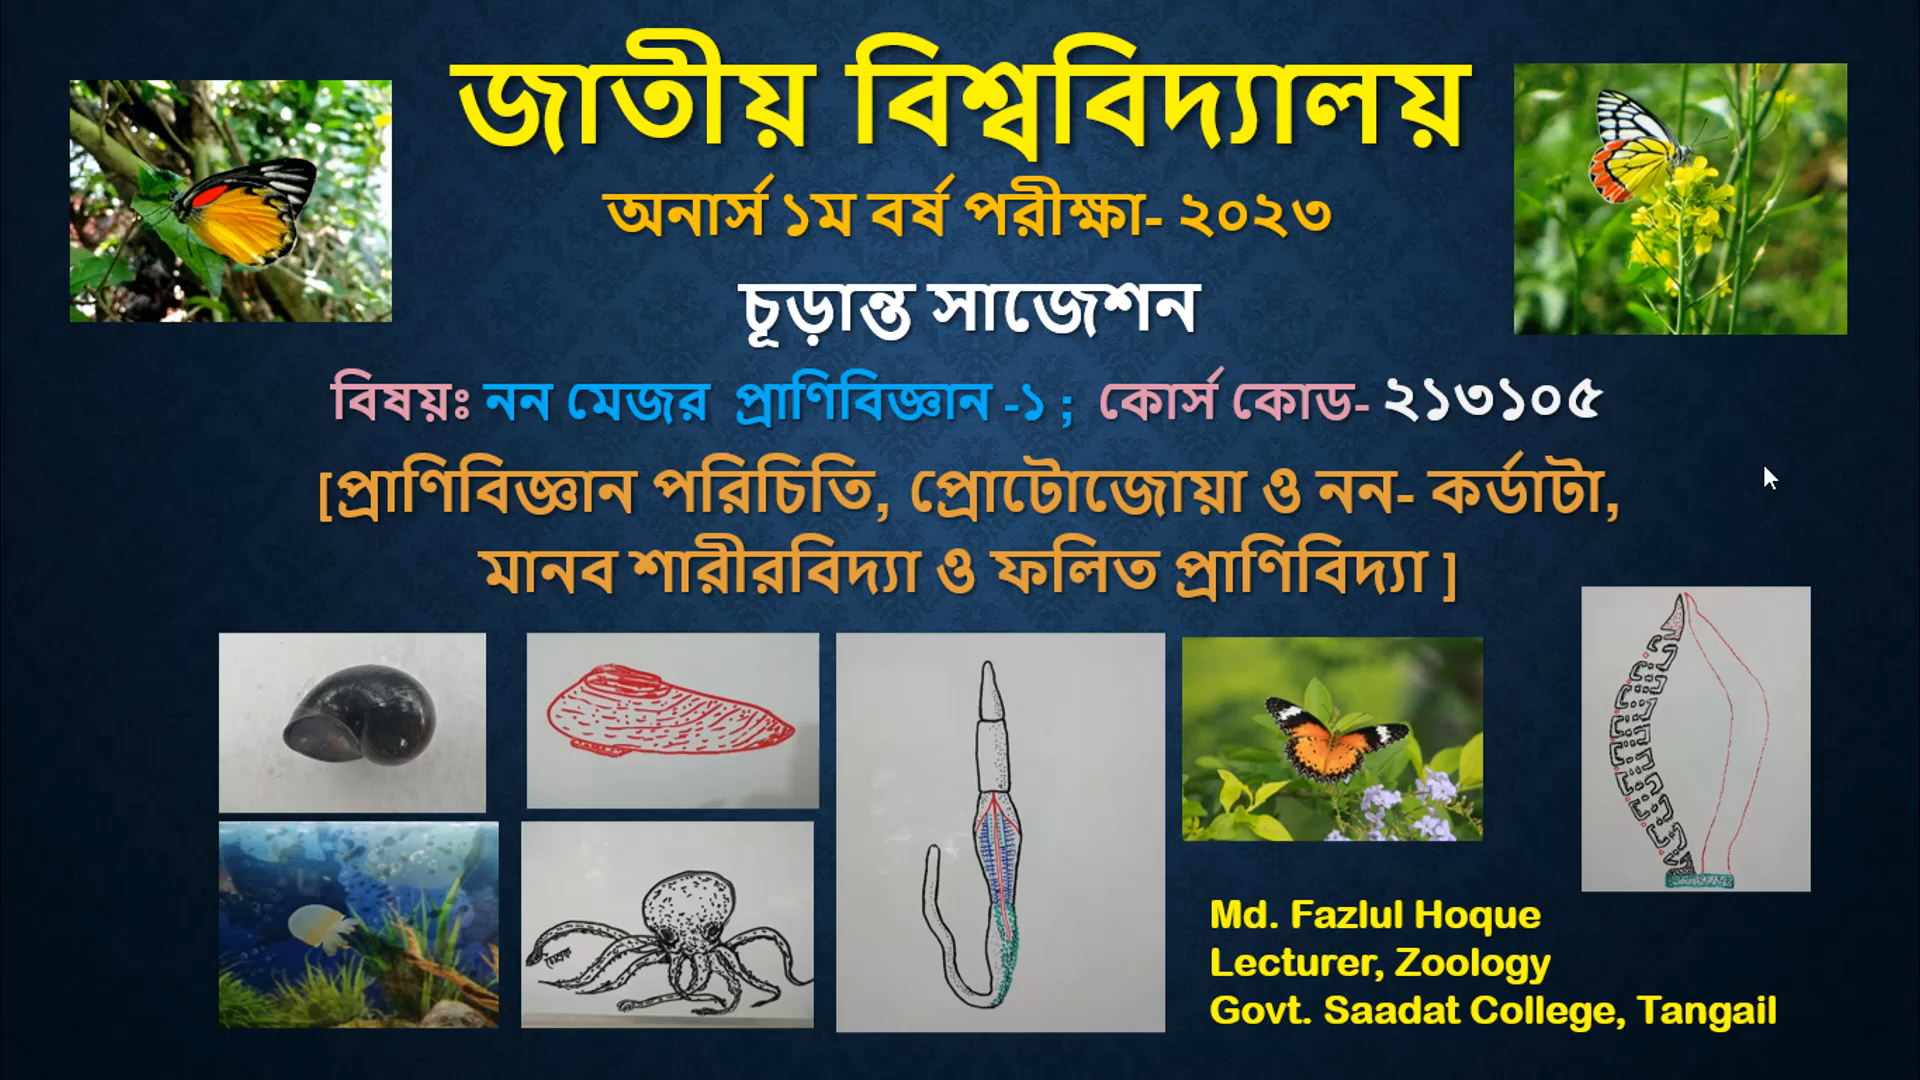 জাতীয় বিশ্ববিদ্যালয়
অনার্স ১ম বর্ষ পরীক্ষা- ২০২৩
চূড়ান্ত সাজেশন
বিষয়ঃ নন মেজর প্রাণিবিজ্ঞান -১ ; কোর্স কোড- ২১৩১০৫
[প্রাণিবিজ্ঞান পরিচিতি, প্রোটোজোয়া ও নন- কর্ডাটা,
মানব শারীরবিদ্যা ও ফলিত প্রাণিবিদ্যা ]
Md. Fazlul Hoque
Lecturer, Zoology
Govt. Saadat College, Tangail